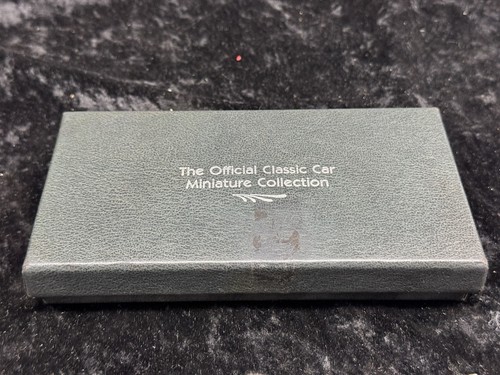 The Official Classic Car
Miniature Collection